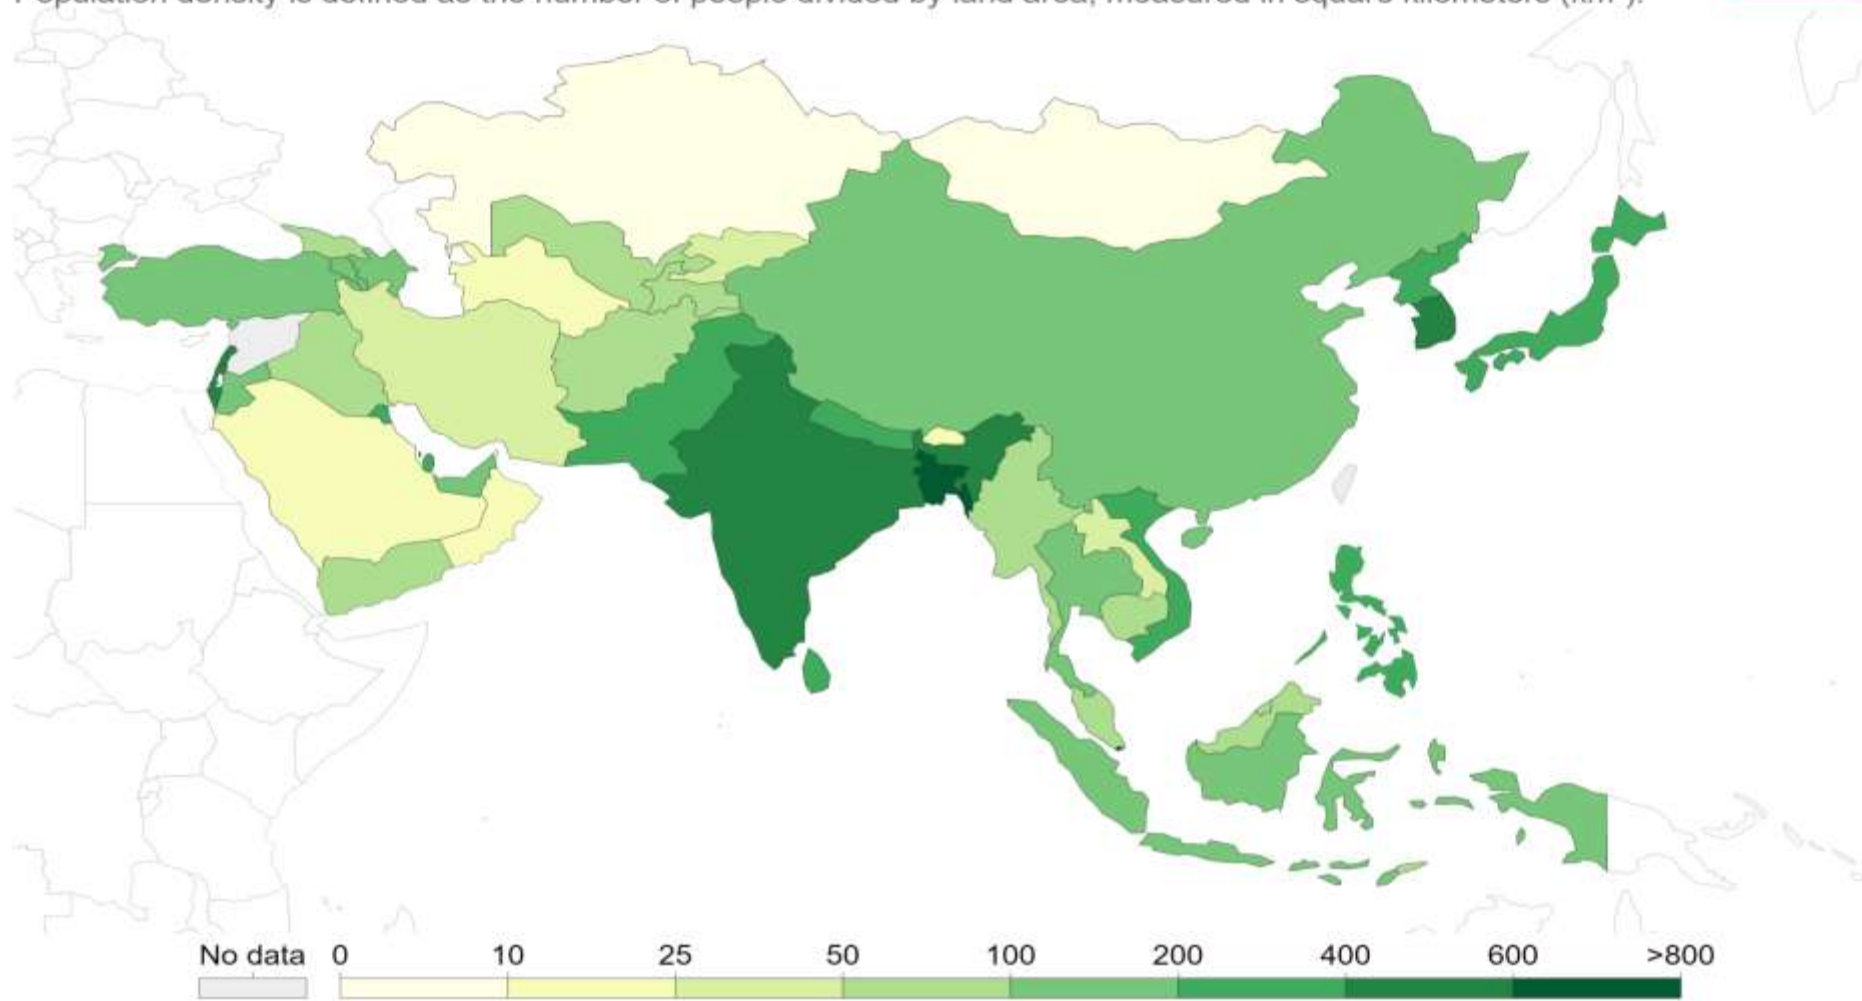 Population density is defined as the number of people divided by land area, measured in square kilometers (km²).
No data 0 10 25 50 100 200 400 600 >800